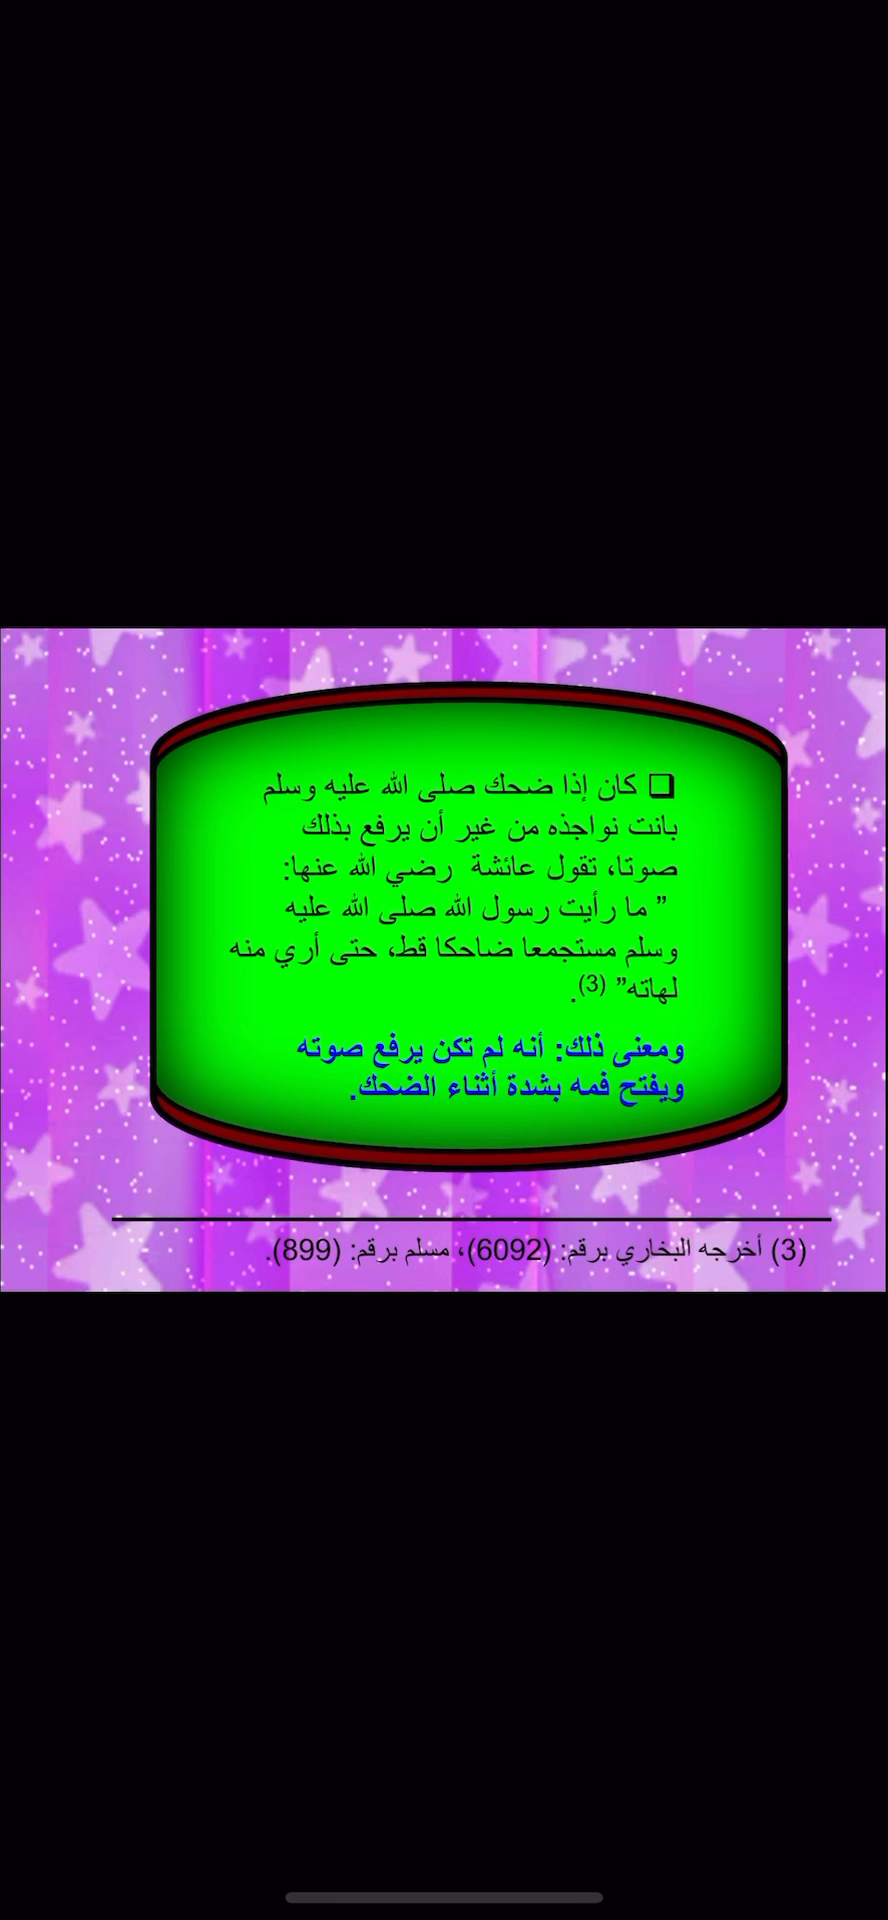 ❑ كان إذا ضحك صلى الله عليه وسلم
بانت نواجذه من غير أن يرفع بذلك
صوتا، تقول عائشة رضي الله عنها:
" ما رأيت رسول الله صلى الله عليه
وسلم مستجمعا ضاحكا قط، حتى أري منه
لهاته" (3).
ومعنى ذلك: أنه لم تكن يرفع صوته
ويفتح فمه بشدة أثناء الضحك.
(3) أخرجه البخاري برقم: (6092)، مسلم برقم: (899).